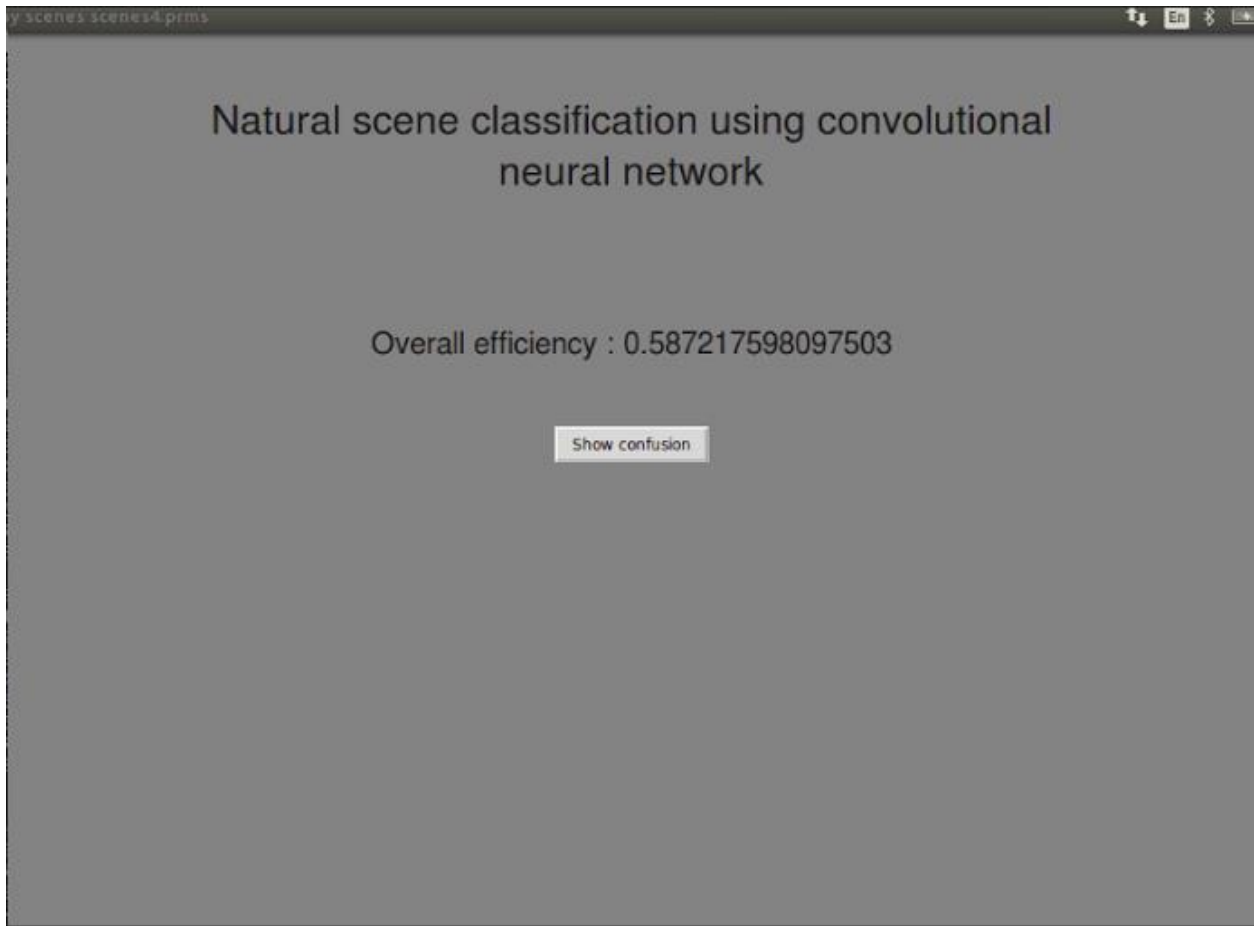 y scenes scenes4.prms
En
Natural scene classification using convolutional
neural network
Overall efficiency : 0.587217598097503
Show confusion